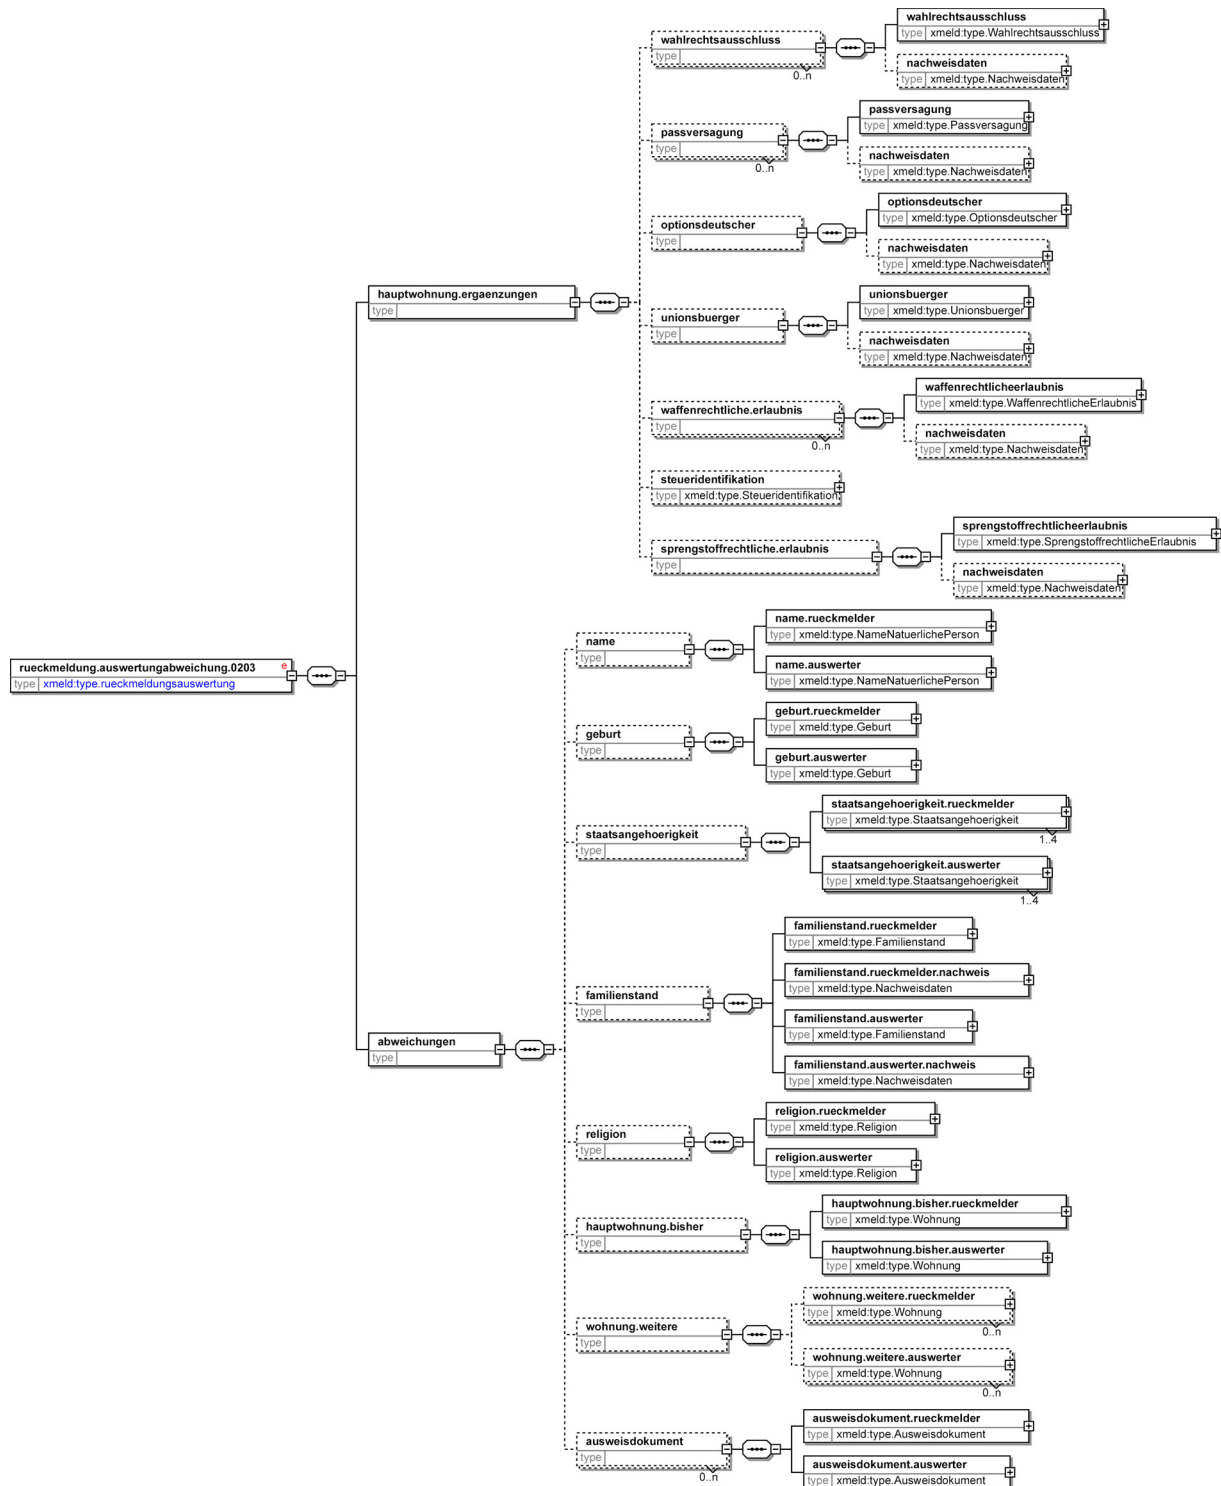 wahlrechtsausschluss
type
0..n
wahlrechtsausschluss
type xmeld:type.Wahlrechtsausschluss
nachweisdaten
type xmeld:type.Nachweisdaten
passversagung
type
0..n
passversagung
type xmeld:type.Passversagung
nachweisdaten
type xmeld:type.Nachweisdaten
optionsdeutscher
type
optionsdeutscher
type xmeld:type.Optionsdeutscher
nachweisdaten
type xmeld:type.Nachweisdaten
hauptwohnung.ergaenzungen
type
unionsbuerger
type
unionsbuerger
type xmeld:type.Unionsbuerger
nachweisdaten
type xmeld:type.Nachweisdaten
waffenrechtliche.erlaubnis
type
0..n
waffenrechtlicheerlaubnis
type xmeld:type.WaffenrechtlicheErlaubnis
nachweisdaten
type xmeld:type.Nachweisdaten
steueridentifikation
type xmeld:type.Steueridentifikation
sprengstoffrechtliche.erlaubnis
type
sprengstoffrechtlicheerlaubnis
type xmeld:type.SprengstoffrechtlicheErlaubnis
nachweisdaten
type xmeld:type.Nachweisdaten
rueckmeldung.auswertungabweichung.0203 e
type xmeld:type.rueckmeldungsauswertung
name
type
name.rueckmelder
type xmeld:type.NameNatuerlichePerson
name.auswerter
type xmeld:type.NameNatuerlichePerson
geburt
type
geburt.rueckmelder
type xmeld:type.Geburt
geburt.auswerter
type xmeld:type.Geburt
staatsangehoerigkeit
type
staatsangehoerigkeit.rueckmelder
type xmeld:type.Staatsangehoerigkeit
1..4
staatsangehoerigkeit.auswerter
type xmeld:type.Staatsangehoerigkeit
1..4
familienstand
type
familienstand.rueckmelder
type xmeld:type.Familienstand
familienstand.rueckmelder.nachweis
type xmeld:type.Nachweisdaten
familienstand.auswerter
type xmeld:type.Familienstand
familienstand.auswerter.nachweis
type xmeld:type.Nachweisdaten
abweichungen
type
religion
type
religion.rueckmelder
type xmeld:type.Religion
religion.auswerter
type xmeld:type.Religion
hauptwohnung.bisher
type
hauptwohnung.bisher.rueckmelder
type xmeld:type.Wohnung
hauptwohnung.bisher.auswerter
type xmeld:type.Wohnung
wohnung.weitere
type
wohnung.weitere.rueckmelder
type xmeld:type.Wohnung
0..n
wohnung.weitere.auswerter
type xmeld:type.Wohnung
0..n
ausweisdokument
type
0..n
ausweisdokument.rueckmelder
type xmeld:type.Ausweisdokument
ausweisdokument.auswerter
type xmeld:type.Ausweisdokument